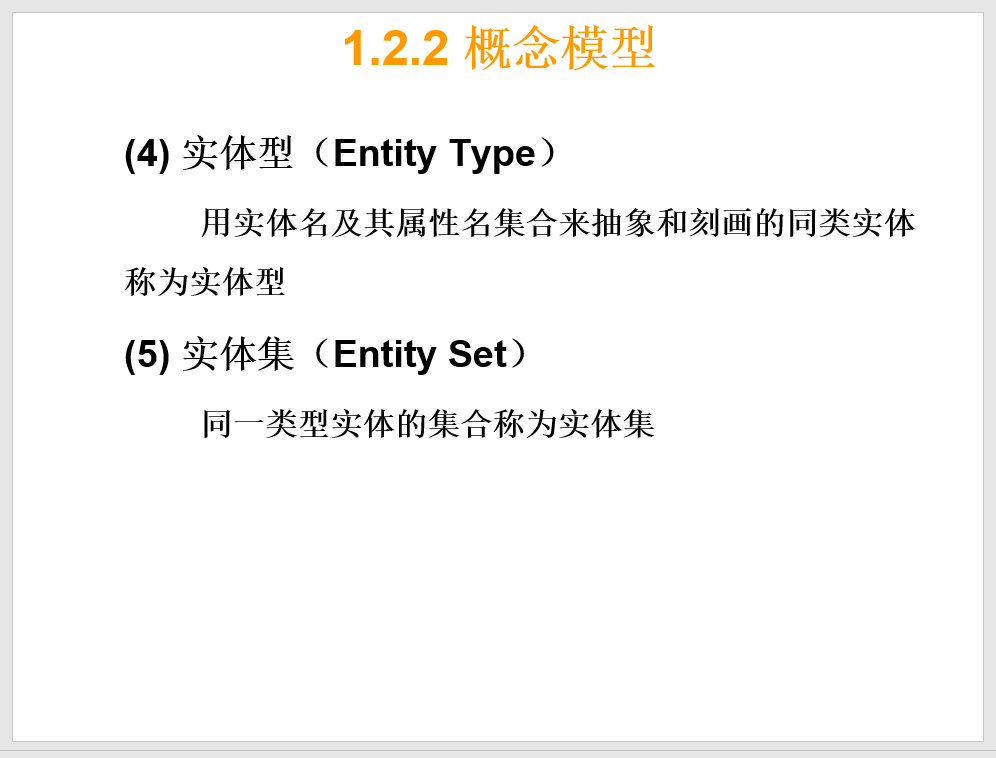 1.2.2 概念模型
(4) 实体型（Entity Type）
用实体名及其属性名集合来抽象和刻画的同类实体
称为实体型
(5) 实体集（Entity Set）
同一类型实体的集合称为实体集